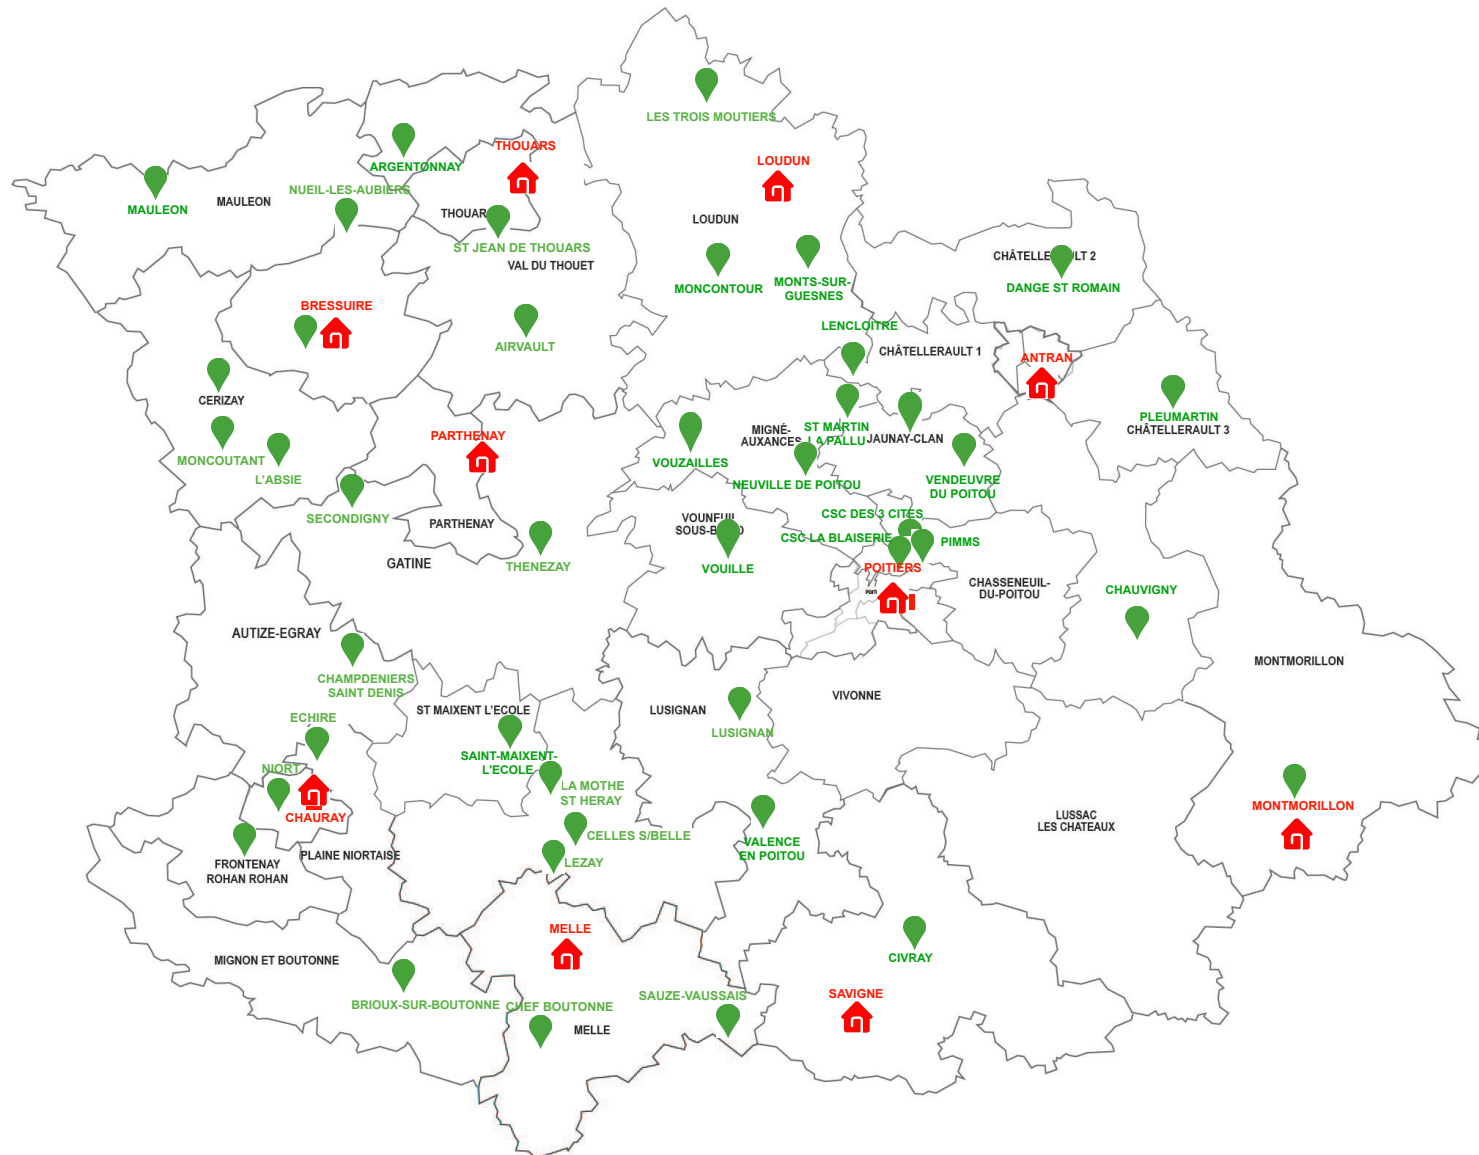 LES TROIS MOUTIERS
THOUARS
ARGENTONNAY
LOUDUN
NUEIL-LES-AUBIERS
MAULEON
MAULEON
THOUAR
LOUDUN
ST JEAN DE THOUARS
VAL DU THOUET
CHÂTELLERAULT 2
MONCONTOUR
MONTS-SUR-
GUESNES
DANGE ST ROMAIN
BRESSUIRE
LENCLOITRE
AIRVAULT
CHÂTELLERAULT 1
ANTRAN
CERIZAY
PLEUMARTIN
CHÂTELLERAULT 3
PARTHENAY
MIGNÉ-
AUXANCES
ST MARTIN
LA PALLU
JAUNAY-CLAN
MONCOUTANT
L'ABSIE
VOUZAILLES
NEUVILLE DE POITOU
VENDEUVRE
DU POITOU
SECONDIGNY
PARTHENAY
VOUNEUIL
CSC DES 3 CITES
CSC LA BLAISERIE
PIMMS
GATINE
THENEZAY
VOUILLE
POITIERS
CHASSENEUIL-
DU-POITOU
CHAUVIGNY
AUTIZE-EGRAY
CHAMPDENIERS
SAINT DENIS
MONTMORILLON
VIVONNE
ST MAIXENT L'ECOLE
LUSIGNAN
LUSIGNAN
ECHIRE
SAINT-MAIXENT-
L'ECOLE
NIORT
LA MOTHE
ST HERAY
MONTMORILLON
CHAURAY
CELLES S/BELLE
LUSSAC
LES CHATEAUX
VALENCE
EN POITOU
PLAINE NIORTAISE
LEZAY
FRONTENAY
ROHAN ROHAN
MELLE
MIGNON ET BOUTONNE
CIVRAY
BRIOUX-SUR-BOUTONNE
CHEF BOUTONNE
SAUZE-VAUSSAIS
SAVIGNE
MELLE